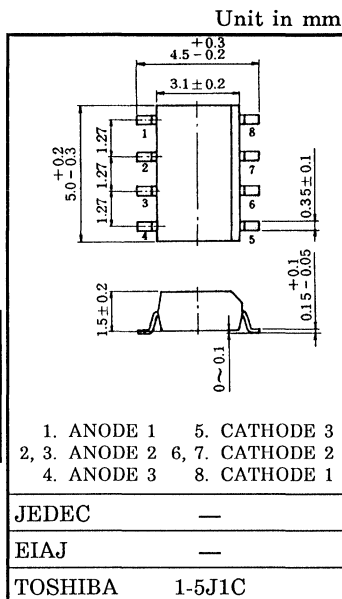 Unit in mm
+0.3
4.5-0.2
3.1±0.2
1 8
2 7
3 6
4 5
1.27
1.27
1.27
+0.2
5.0-0.3
0.35±0.1
+0.1
0.15-0.05
1.5±0.2
0~0.1
1. ANODE 1 5. CATHODE 3
2, 3. ANODE 2 6, 7. CATHODE 2
4. ANODE 3 8. CATHODE 1
JEDEC —
EIAJ —
TOSHIBA 1-5J1C